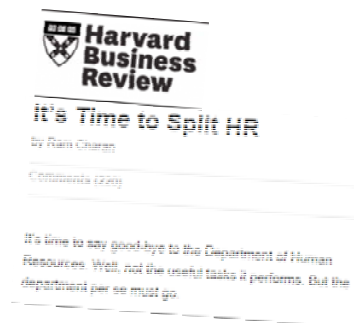 Harvard
Business
Review
It's Time to Split HR
by Ram Charan
Comments
It's time to say good-bye to the Department of Human
Resources. Well, not the useful tasks it performs. But the
department per se must go.